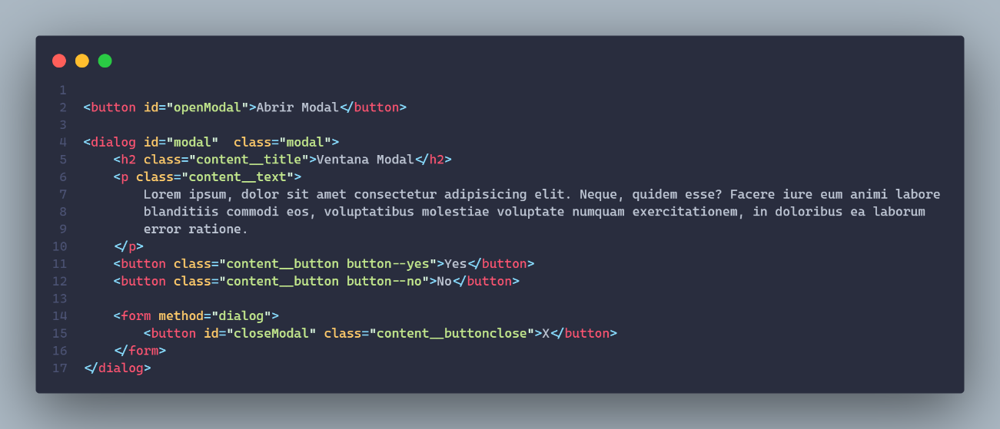 1
2 <button id="openModal">Abrir Modal</button>
3
4 <dialog id="modal"  class="modal">
5     <h2 class="content__title">Ventana Modal</h2>
6     <p class="content__text">
7         Lorem ipsum, dolor sit amet consectetur adipisicing elit. Neque, quidem esse? Facere iure eum animi labore
8         blanditiis commodi eos, voluptatibus molestiae voluptate numquam exercitationem, in doloribus ea laborum
9         error ratione.
10     </p>
11     <button class="content__button button--yes">Yes</button>
12     <button class="content__button button--no">No</button>
13
14     <form method="dialog">
15         <button id="closeModal" class="content__buttonclose">X</button>
16     </form>
17 </dialog>